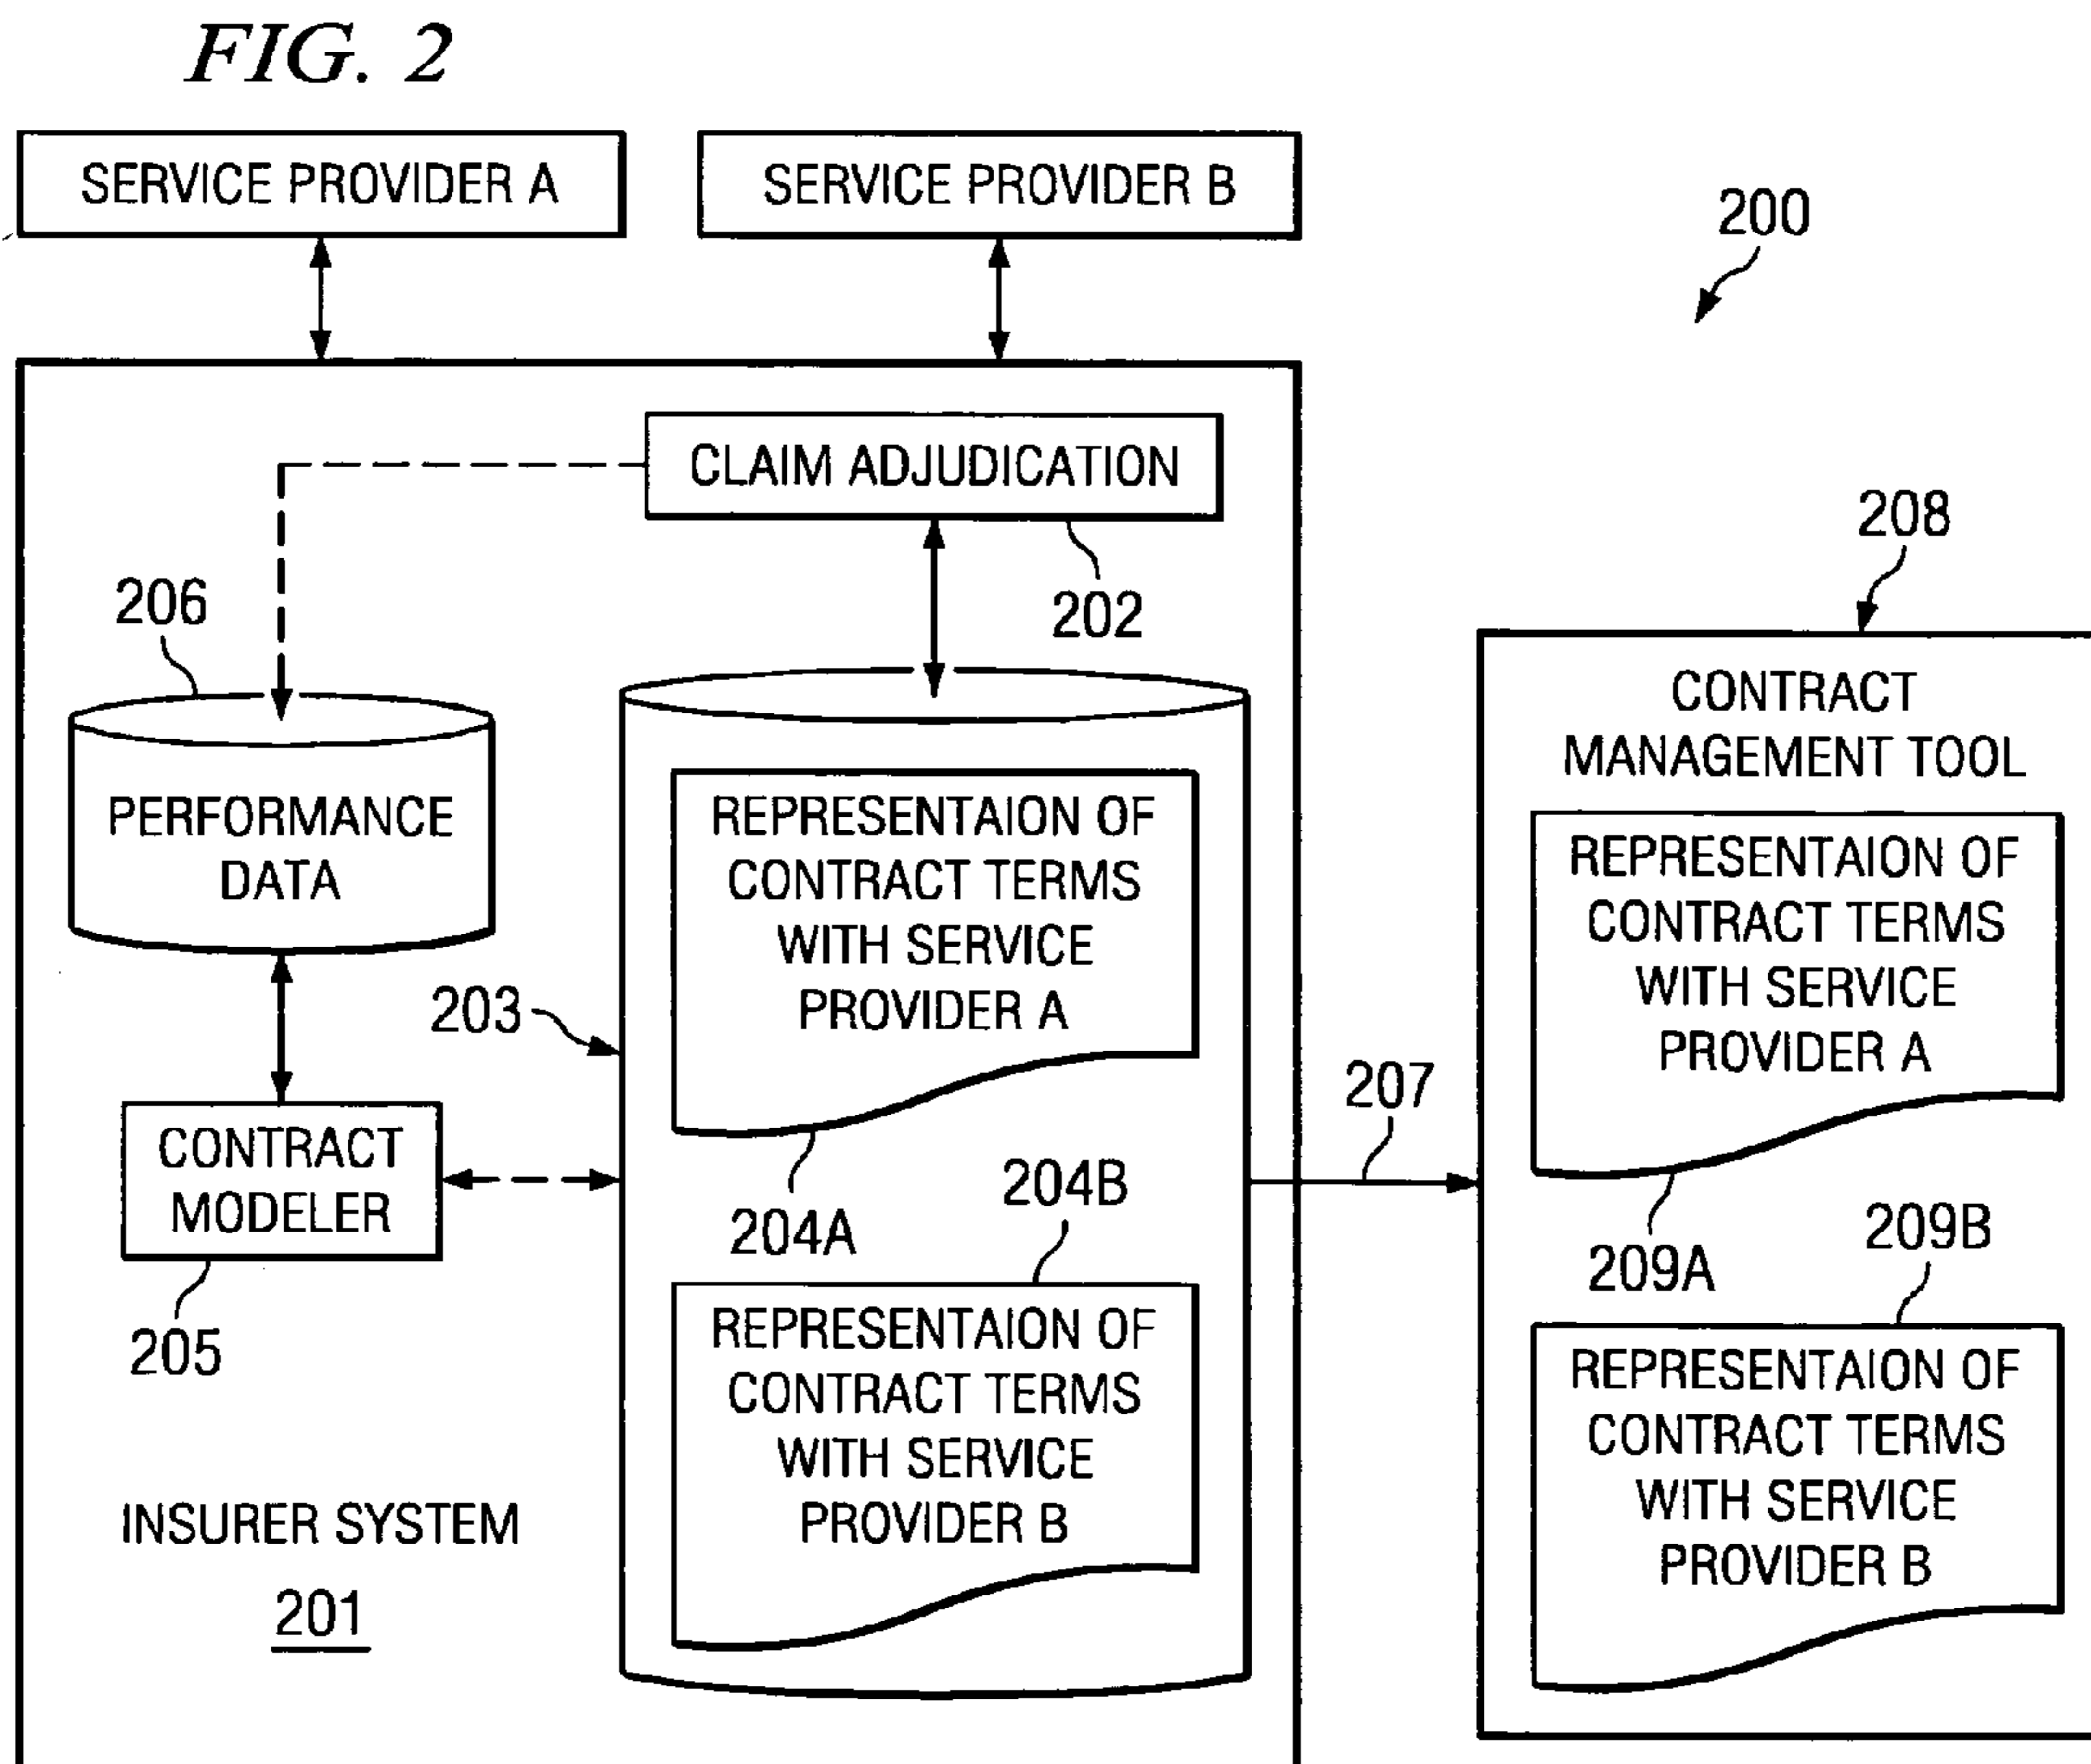 FIG. 2
SERVICE PROVIDER A
SERVICE PROVIDER B
200
CLAIM ADJUDICATION
202
206
PERFORMANCE
DATA
203
CONTRACT
MODELER
205
INSURER SYSTEM
201
REPRESENTAION OF
CONTRACT TERMS
WITH SERVICE
PROVIDER A
204A
204B
REPRESENTAION OF
CONTRACT TERMS
WITH SERVICE
PROVIDER B
207
208
CONTRACT
MANAGEMENT TOOL
REPRESENTAION OF
CONTRACT TERMS
WITH SERVICE
PROVIDER A
209A
209B
REPRESENTAION OF
CONTRACT TERMS
WITH SERVICE
PROVIDER B